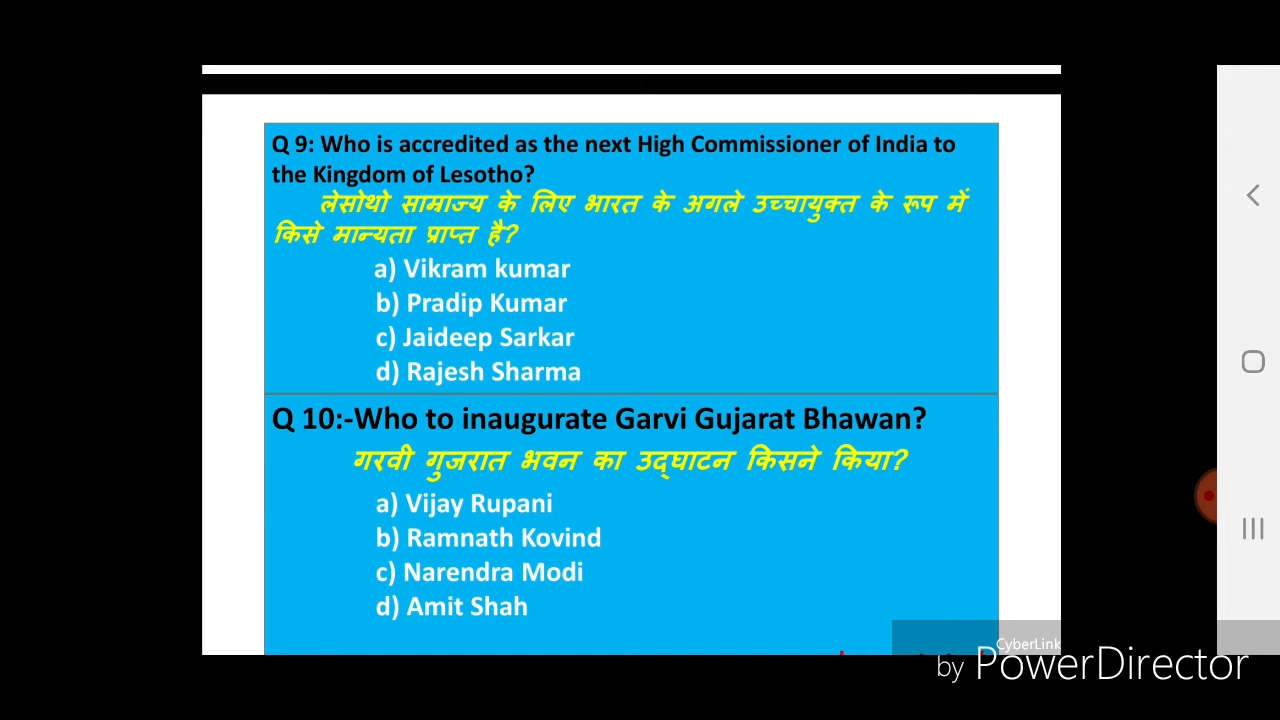 Q 9: Who is accredited as the next High Commissioner of India to
the Kingdom of Lesotho?
लेसोथो साम्राज्य के लिए भारत के अगले उच्चायुक्त के रूप में
किसे मान्यता प्राप्त है?
a) Vikram kumar
b) Pradip Kumar
c) Jaideep Sarkar
d) Rajesh Sharma
Q 10:-Who to inaugurate Garvi Gujarat Bhawan?
गरवी गुजरात भवन का उद्घाटन किसने किया?
a) Vijay Rupani
b) Ramnath Kovind
c) Narendra Modi
d) Amit Shah
CyberLink
by PowerDirector